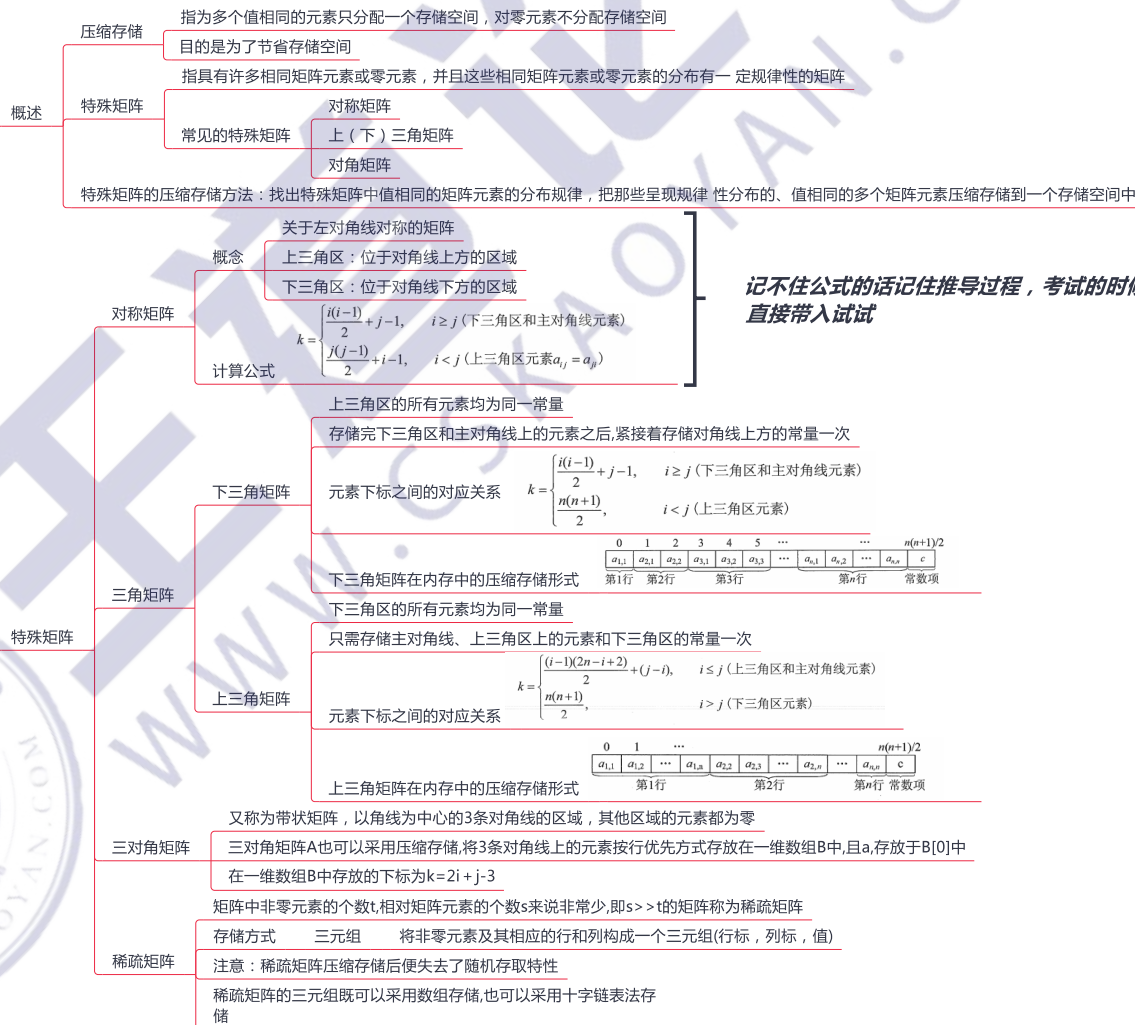 压缩存储
指为多个值相同的元素只分配一个存储空间，对零元素不分配存储空间
目的是为了节省存储空间
概述
特殊矩阵
指具有许多相同矩阵元素或零元素，并且这些相同矩阵元素或零元素的分布有一 定规律性的矩阵
常见的特殊矩阵
对称矩阵
上（下）三角矩阵
对角矩阵
特殊矩阵的压缩存储方法：找出特殊矩阵中值相同的矩阵元素的分布规律，把那些呈现规律 性分布的、值相同的多个矩阵元素压缩存储到一个存储空间中
特殊矩阵
对称矩阵
概念
关于左对角线对称的矩阵
上三角区：位于对角线上方的区域
下三角区：位于对角线下方的区域
计算公式
k = { i(i−1)/2 + j−1, i ≥ j (下三角区和主对角线元素)
j(j−1)/2 + i−1, i < j (上三角区元素a_ij = a_ji)
记不住公式的话记住推导过程，考试的时
直接带入试试
三角矩阵
下三角矩阵
上三角区的所有元素均为同一常量
存储完下三角区和主对角线上的元素之后,紧接着存储对角线上方的常量一次
元素下标之间的对应关系
k = { i(i−1)/2 + j−1, i ≥ j (下三角区和主对角线元素)
n(n+1)/2, i < j (上三角区元素)
下三角矩阵在内存中的压缩存储形式
0 1 2 3 4 5 … … n(n+1)/2
a1,1 a2,1 a2,2 a3,1 a3,2 a3,3 … an,1 an,2 … an,n c
第1行 第2行 第3行 第n行 常数项
上三角矩阵
下三角区的所有元素均为同一常量
只需存储主对角线、上三角区上的元素和下三角区的常量一次
元素下标之间的对应关系
k = { (i−1)(2n−i+2)/2 + (j−i), i ≤ j (上三角区和主对角线元素)
n(n+1)/2, i > j (下三角区元素)
上三角矩阵在内存中的压缩存储形式
0 1 … n(n+1)/2
a1,1 a1,2 … a1,n a2,2 a2,3 … a2,n … an,n c
第1行 第2行 第n行 常数项
三对角矩阵
又称为带状矩阵，以角线为中心的3条对角线的区域，其他区域的元素都为零
三对角矩阵A也可以采用压缩存储,将3条对角线上的元素按行优先方式存放在一维数组B中,且a,存放于B[0]中
在一维数组B中存放的下标为k=2i+j-3
稀疏矩阵
矩阵中非零元素的个数t,相对矩阵元素的个数s来说非常少,即s>>t的矩阵称为稀疏矩阵
存储方式 三元组 将非零元素及其相应的行和列构成一个三元组(行标，列标，值)
注意：稀疏矩阵压缩存储后便失去了随机存取特性
稀疏矩阵的三元组既可以采用数组存储,也可以采用十字链表法存
储
王道论
WWW.CSKAOYAN.C